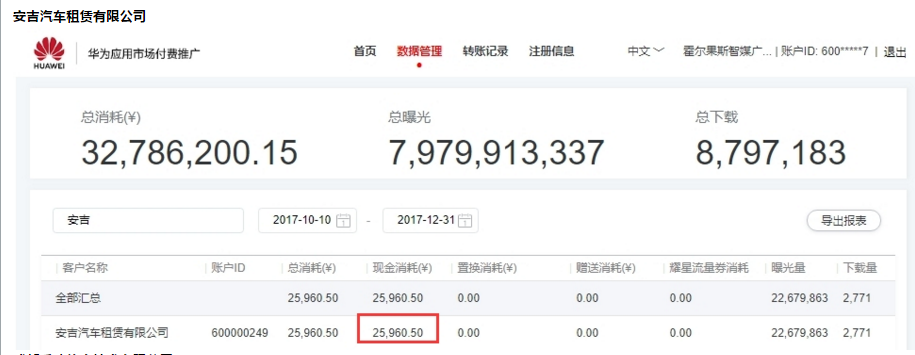 安吉汽车租赁有限公司
HUAWEI 华为应用市场付费推广 首页 数据管理 转账记录 注册信息 中文 霍尔果斯智媒广... | 账户ID: 600*****7 | 退出
总消耗(¥) 总曝光 总下载
32,786,200.15 7,979,913,337 8,797,183
安吉 2017-10-10 - 2017-12-31 导出报表
客户名称 账户ID 总消耗(¥) 现金消耗(¥) 置换消耗(¥) 赠送消耗(¥) 耀星流量券消耗 曝光量 下载量
全部汇总 25,960.50 25,960.50 0.00 0.00 0.00 22,679,863 2,771
安吉汽车租赁有限公司 600000249 25,960.50 25,960.50 0.00 0.00 0.00 22,679,863 2,771